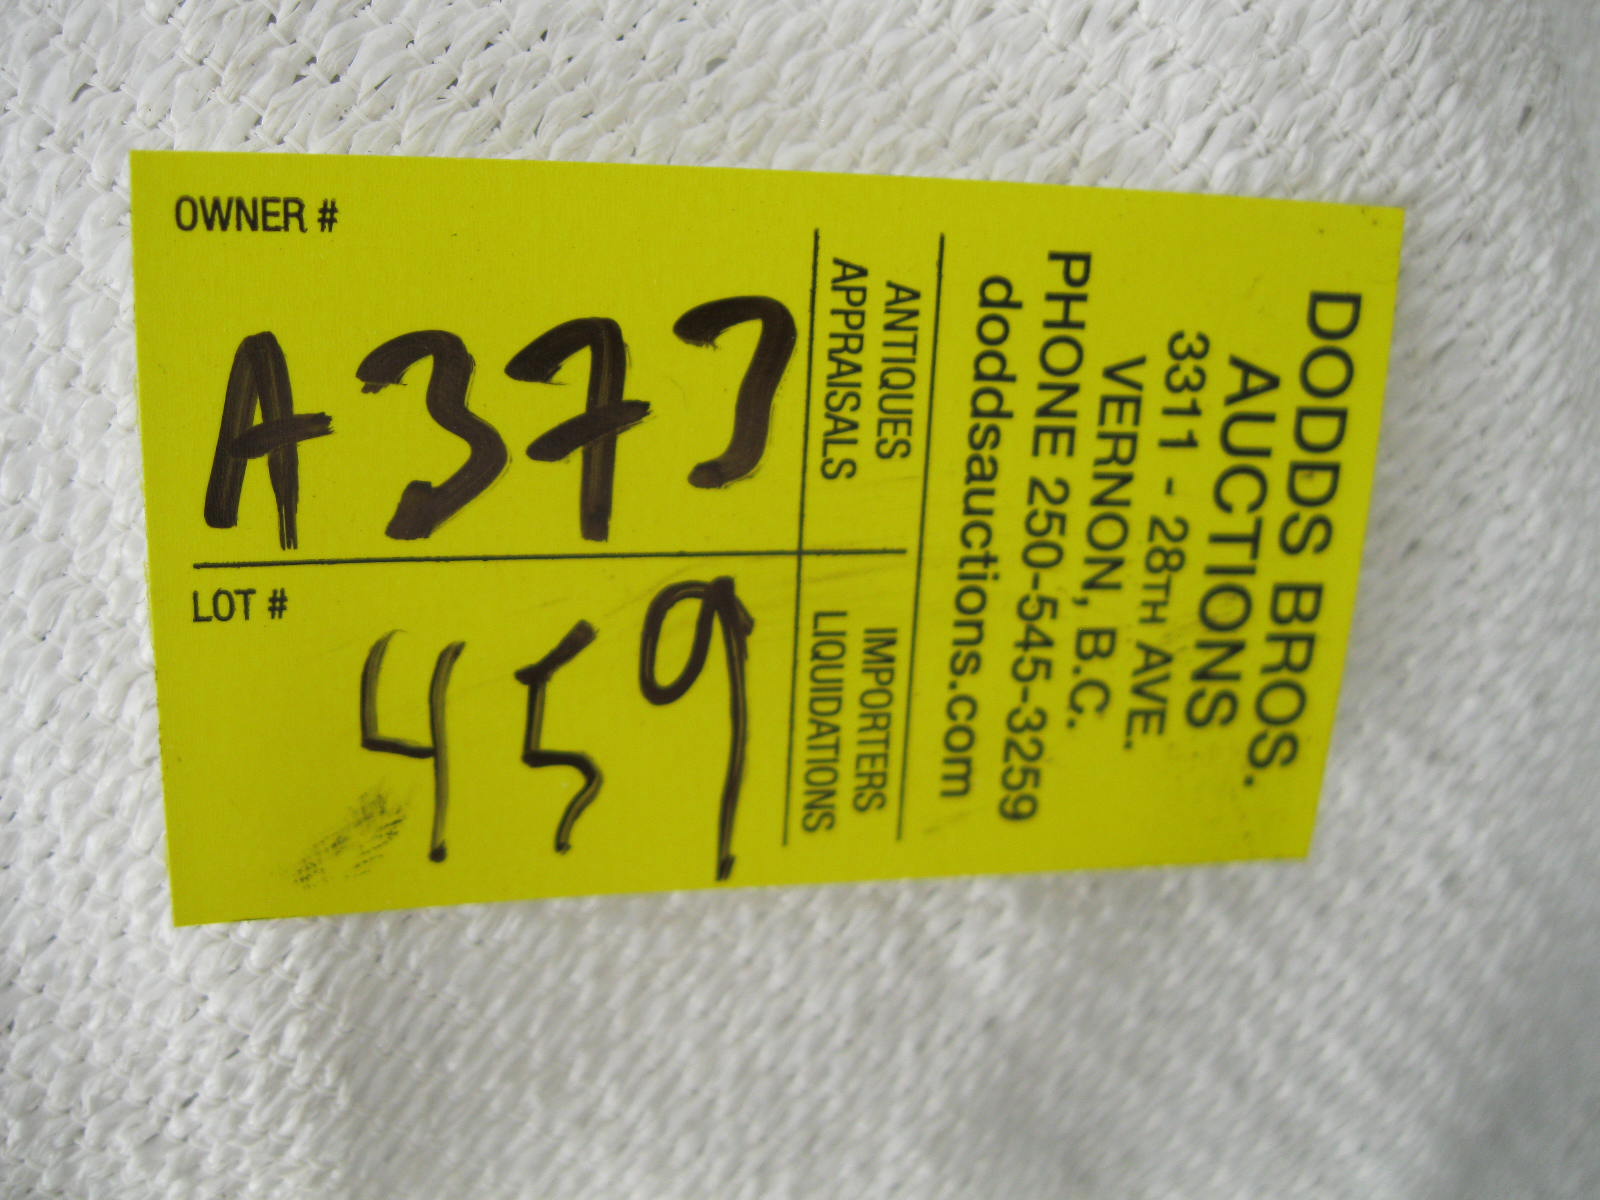 DODDS BROS.
AUCTIONS
3311 - 28TH AVE.
VERNON, B.C.
PHONE 250-545-3259
doddsauctions.com
ANTIQUES
APPRAISALS
IMPORTERS
LIQUIDATIONS
OWNER #
LOT #
459